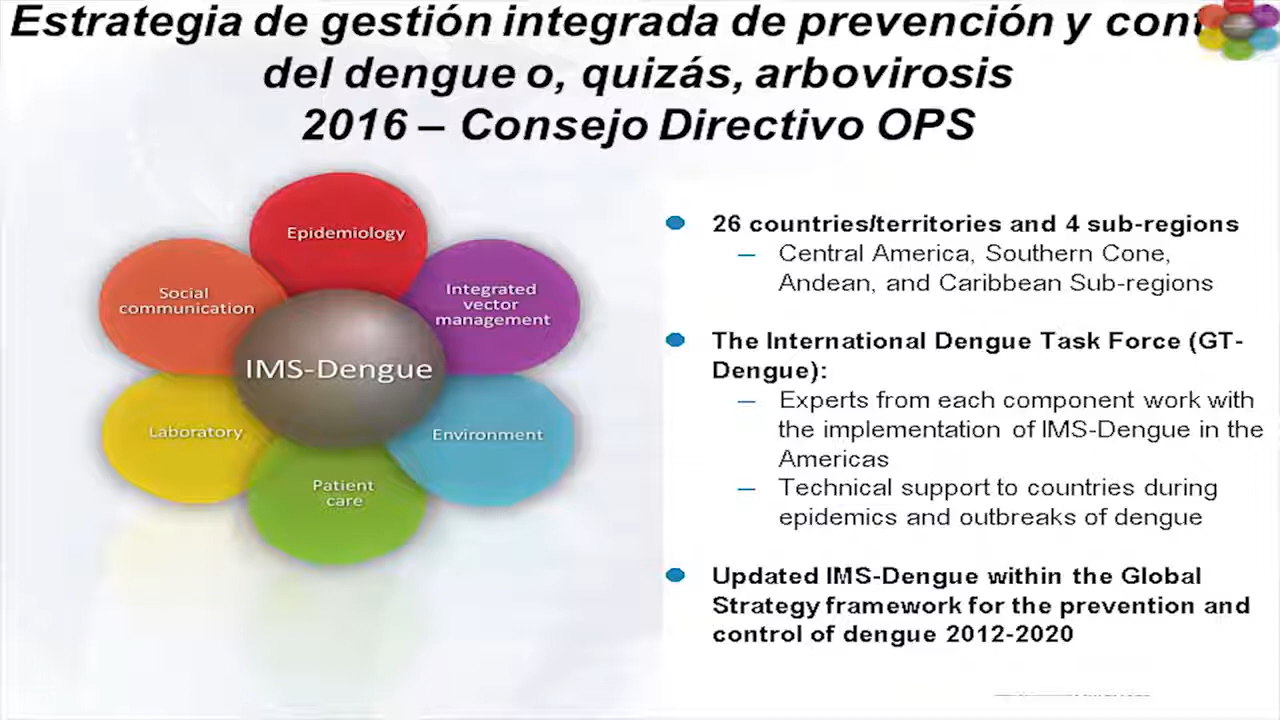 Estrategia de gestión integrada de prevención y cont
del dengue o, quizás, arbovirosis
2016 – Consejo Directivo OPS
Epidemiology
Social
communication
Integrated
vector
management
IMS-Dengue
Laboratory
Environment
Patient
care
26 countries/territories and 4 sub-regions
– Central America, Southern Cone,
Andean, and Caribbean Sub-regions
The International Dengue Task Force (GT-
Dengue):
– Experts from each component work with
the implementation of IMS-Dengue in the
Americas
– Technical support to countries during
epidemics and outbreaks of dengue
Updated IMS-Dengue within the Global
Strategy framework for the prevention and
control of dengue 2012-2020